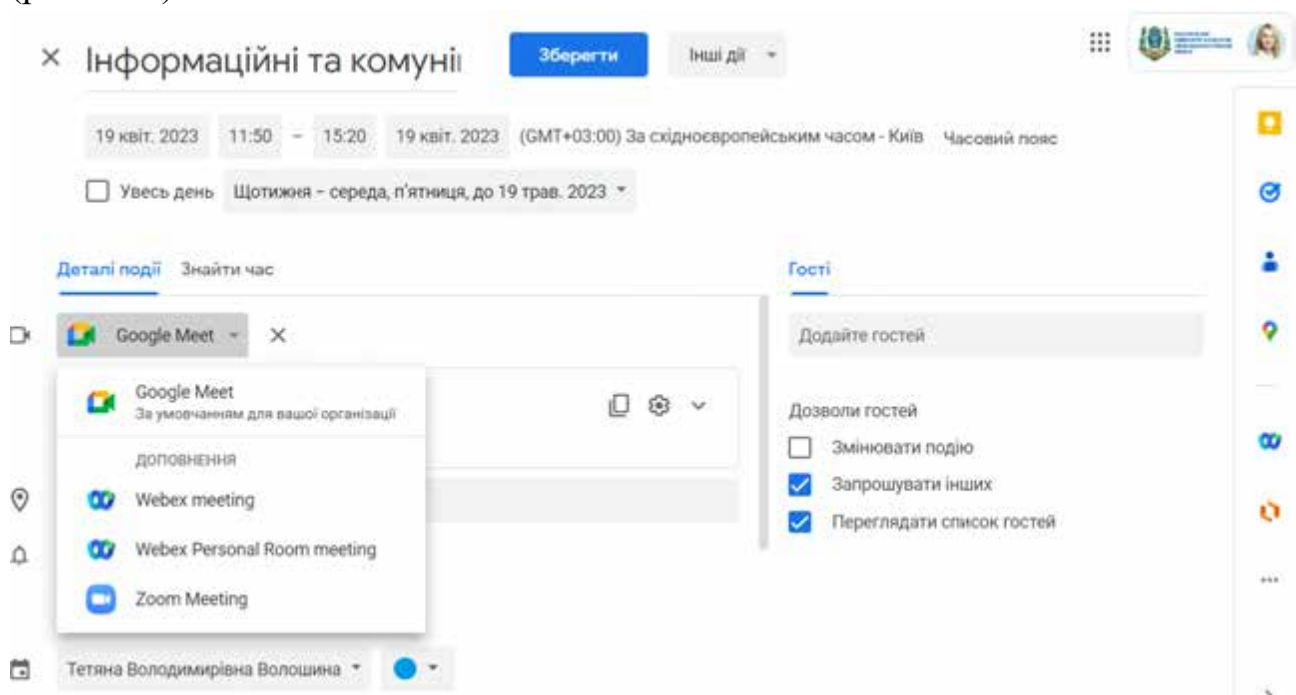 Інформаційні та комуні
Зберегти
Інші дії
19 квіт. 2023 11:50 – 15:20 19 квіт. 2023 (GMT+03:00) За східноєвропейським часом - Київ Часовий пояс
Увесь день Щотижня – середа, п'ятниця, до 19 трав. 2023
Деталі події Знайти час
Google Meet
Google Meet
За умовчанням для вашої організації
ДОПОВНЕННЯ
Webex meeting
Webex Personal Room meeting
Zoom Meeting
Тетяна Володимирівна Волошина
Гості
Додайте гостей
Дозволи гостей
Змінювати подію
Запрошувати інших
Переглядати список гостей